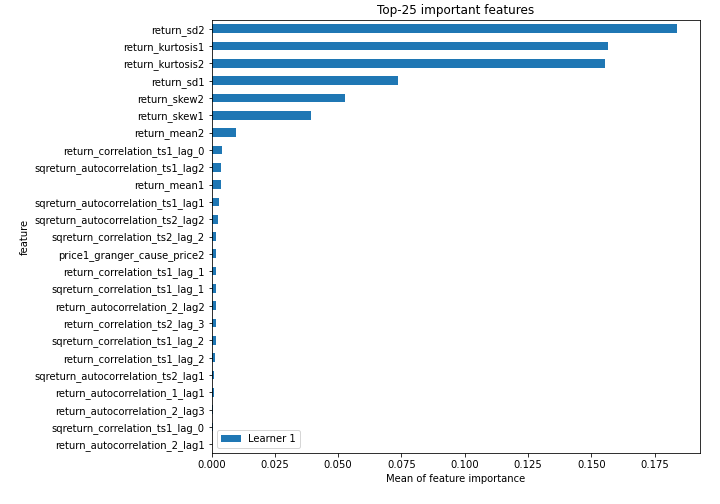 Top-25 important features
return_sd2
return_kurtosis1
return_kurtosis2
return_sd1
return_skew2
return_skew1
return_mean2
return_correlation_ts1_lag_0
sqreturn_autocorrelation_ts1_lag2
return_mean1
sqreturn_autocorrelation_ts1_lag1
sqreturn_autocorrelation_ts2_lag2
sqreturn_correlation_ts2_lag_2
price1_granger_cause_price2
return_correlation_ts1_lag_1
sqreturn_correlation_ts1_lag_1
return_autocorrelation_2_lag2
return_correlation_ts2_lag_3
sqreturn_correlation_ts1_lag_2
return_correlation_ts1_lag_2
sqreturn_autocorrelation_ts2_lag1
return_autocorrelation_1_lag1
return_autocorrelation_2_lag3
sqreturn_correlation_ts1_lag_0
return_autocorrelation_2_lag1
feature
Learner 1
0.000 0.025 0.050 0.075 0.100 0.125 0.150 0.175
Mean of feature importance